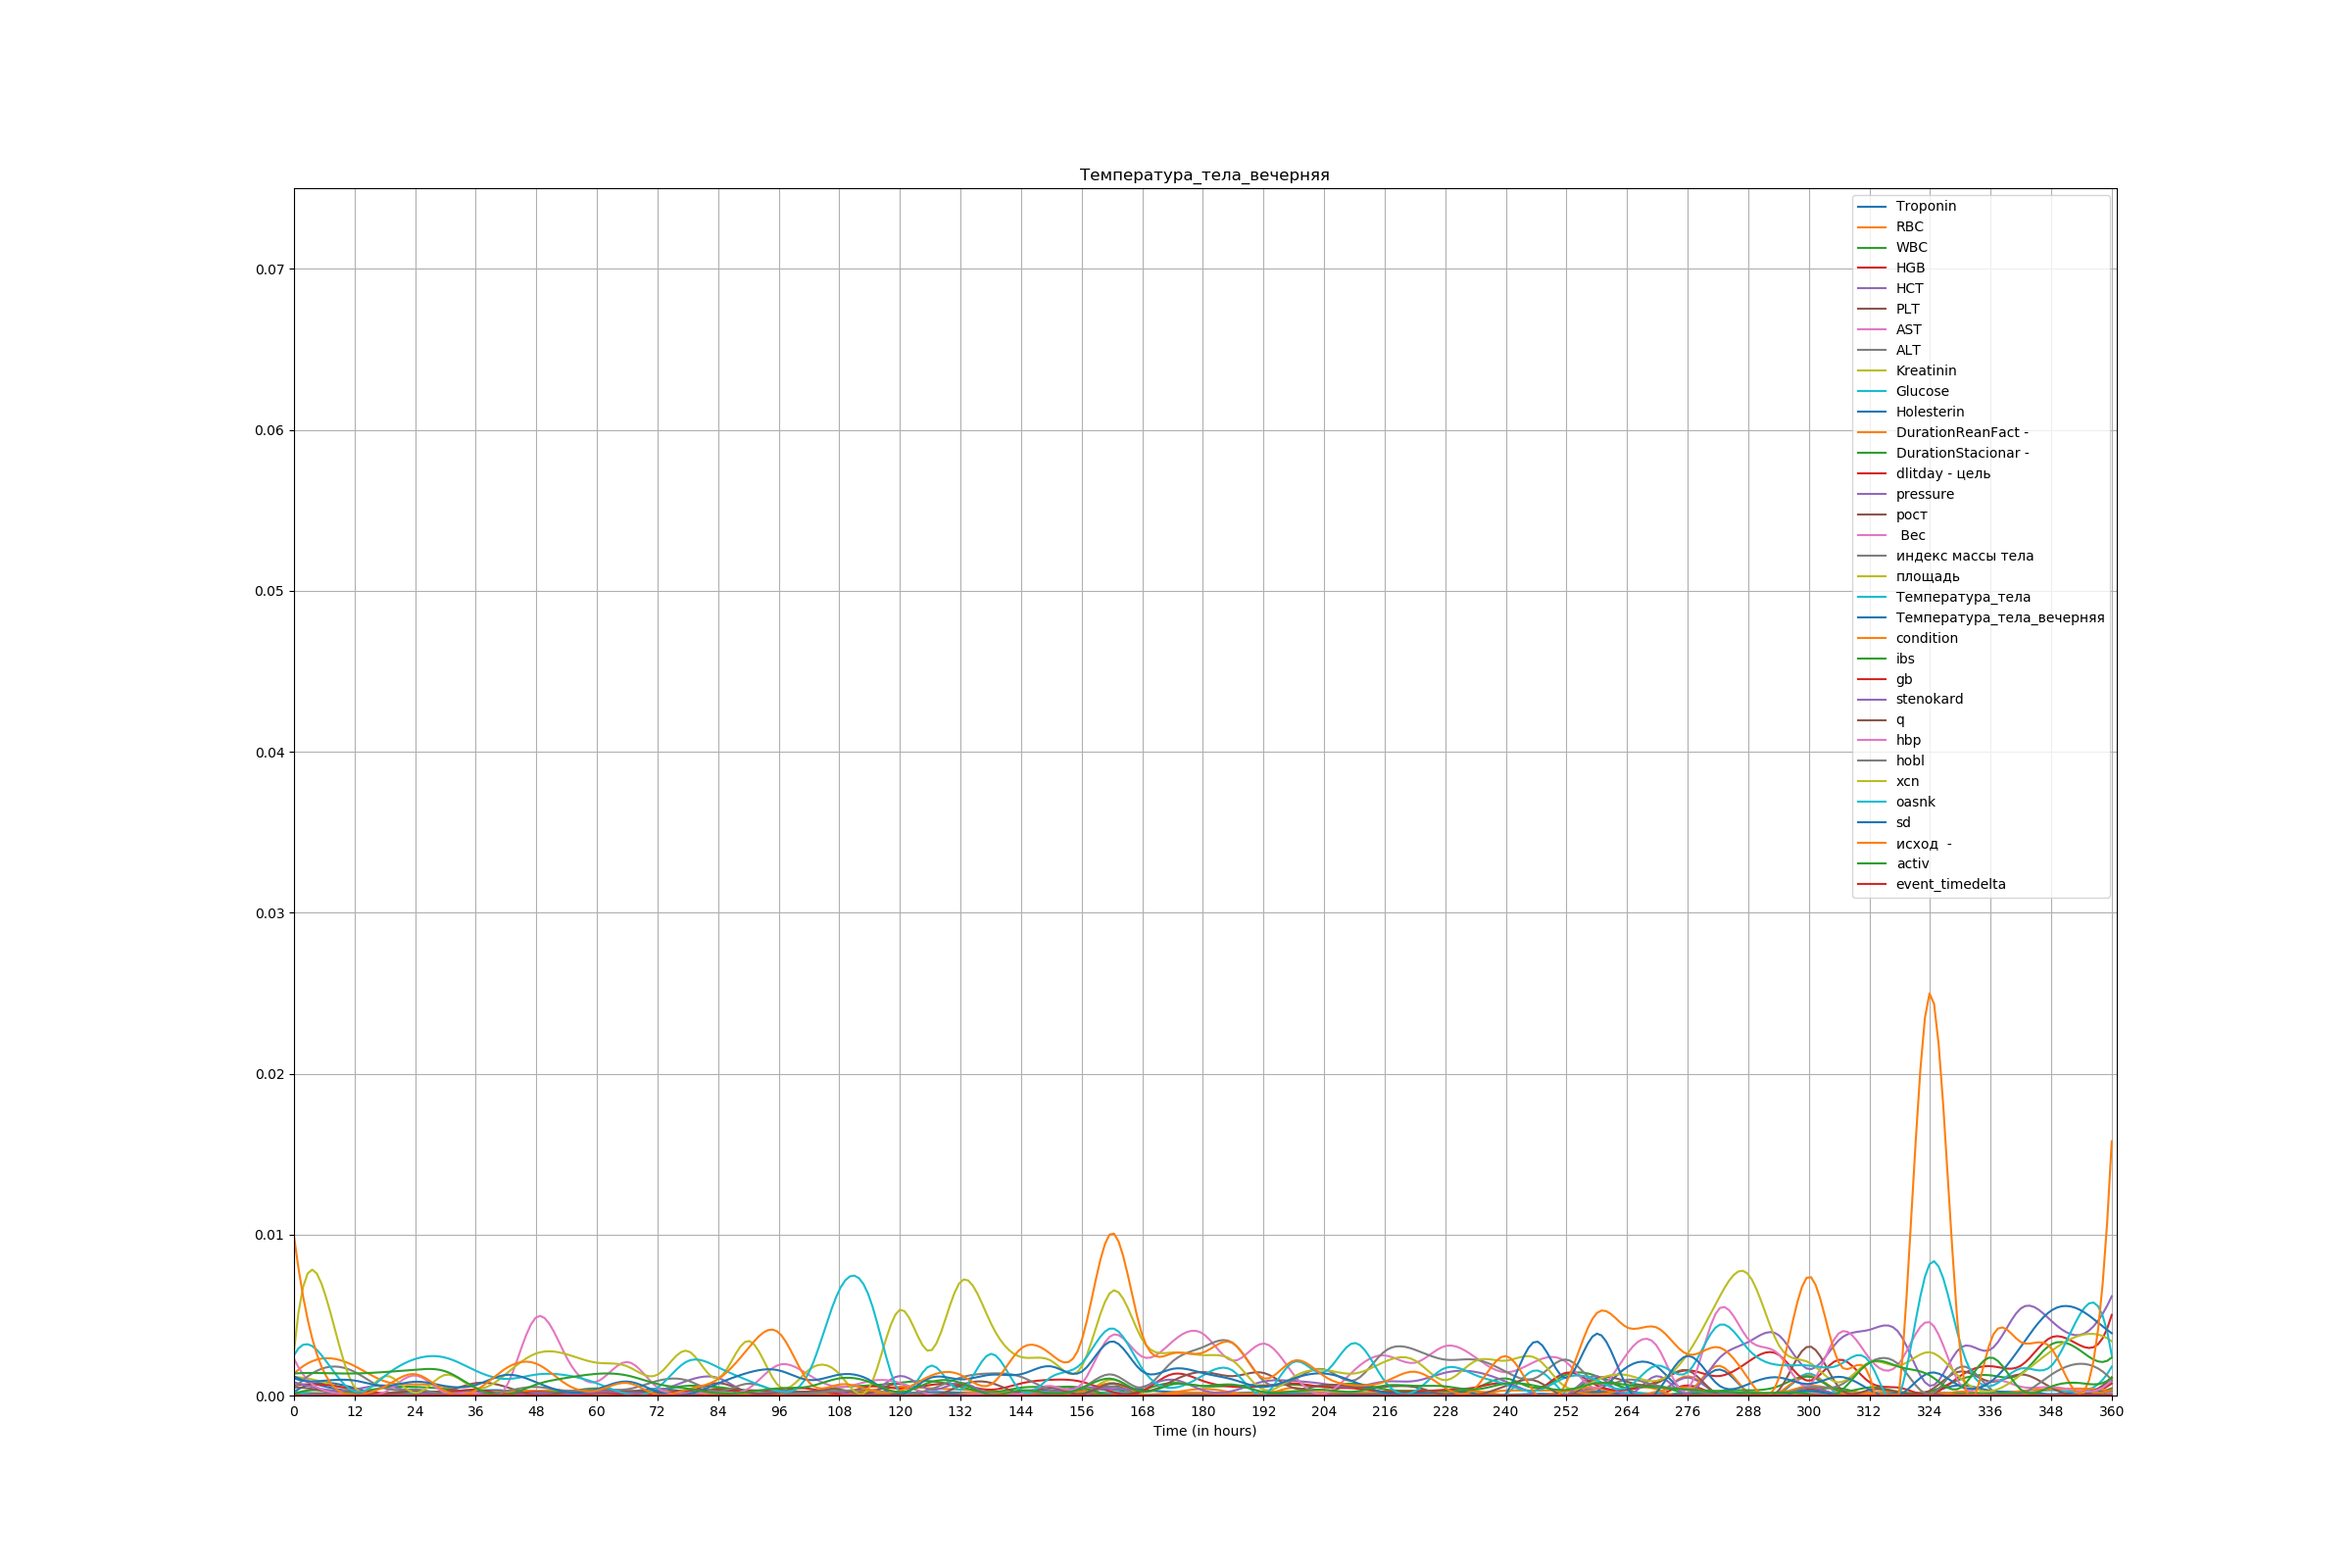 Температура_тела_вечерняя
Troponin
RBC
WBC
HGB
HCT
PLT
AST
ALT
Kreatinin
Glucose
Holesterin
DurationReanFact -
DurationStacionar -
dlitday - цель
pressure
рост
Вес
индекс массы тела
площадь
Температура_тела
Температура_тела_вечерняя
condition
ibs
gb
stenokard
q
hbp
hobl
xcn
oasnk
sd
исход  -
activ
event_timedelta
0.07
0.06
0.05
0.04
0.03
0.02
0.01
0.00
0 12 24 36 48 60 72 84 96 108 120 132 144 156 168 180 192 204 216 228 240 252 264 276 288 300 312 324 336 348 360
Time (in hours)